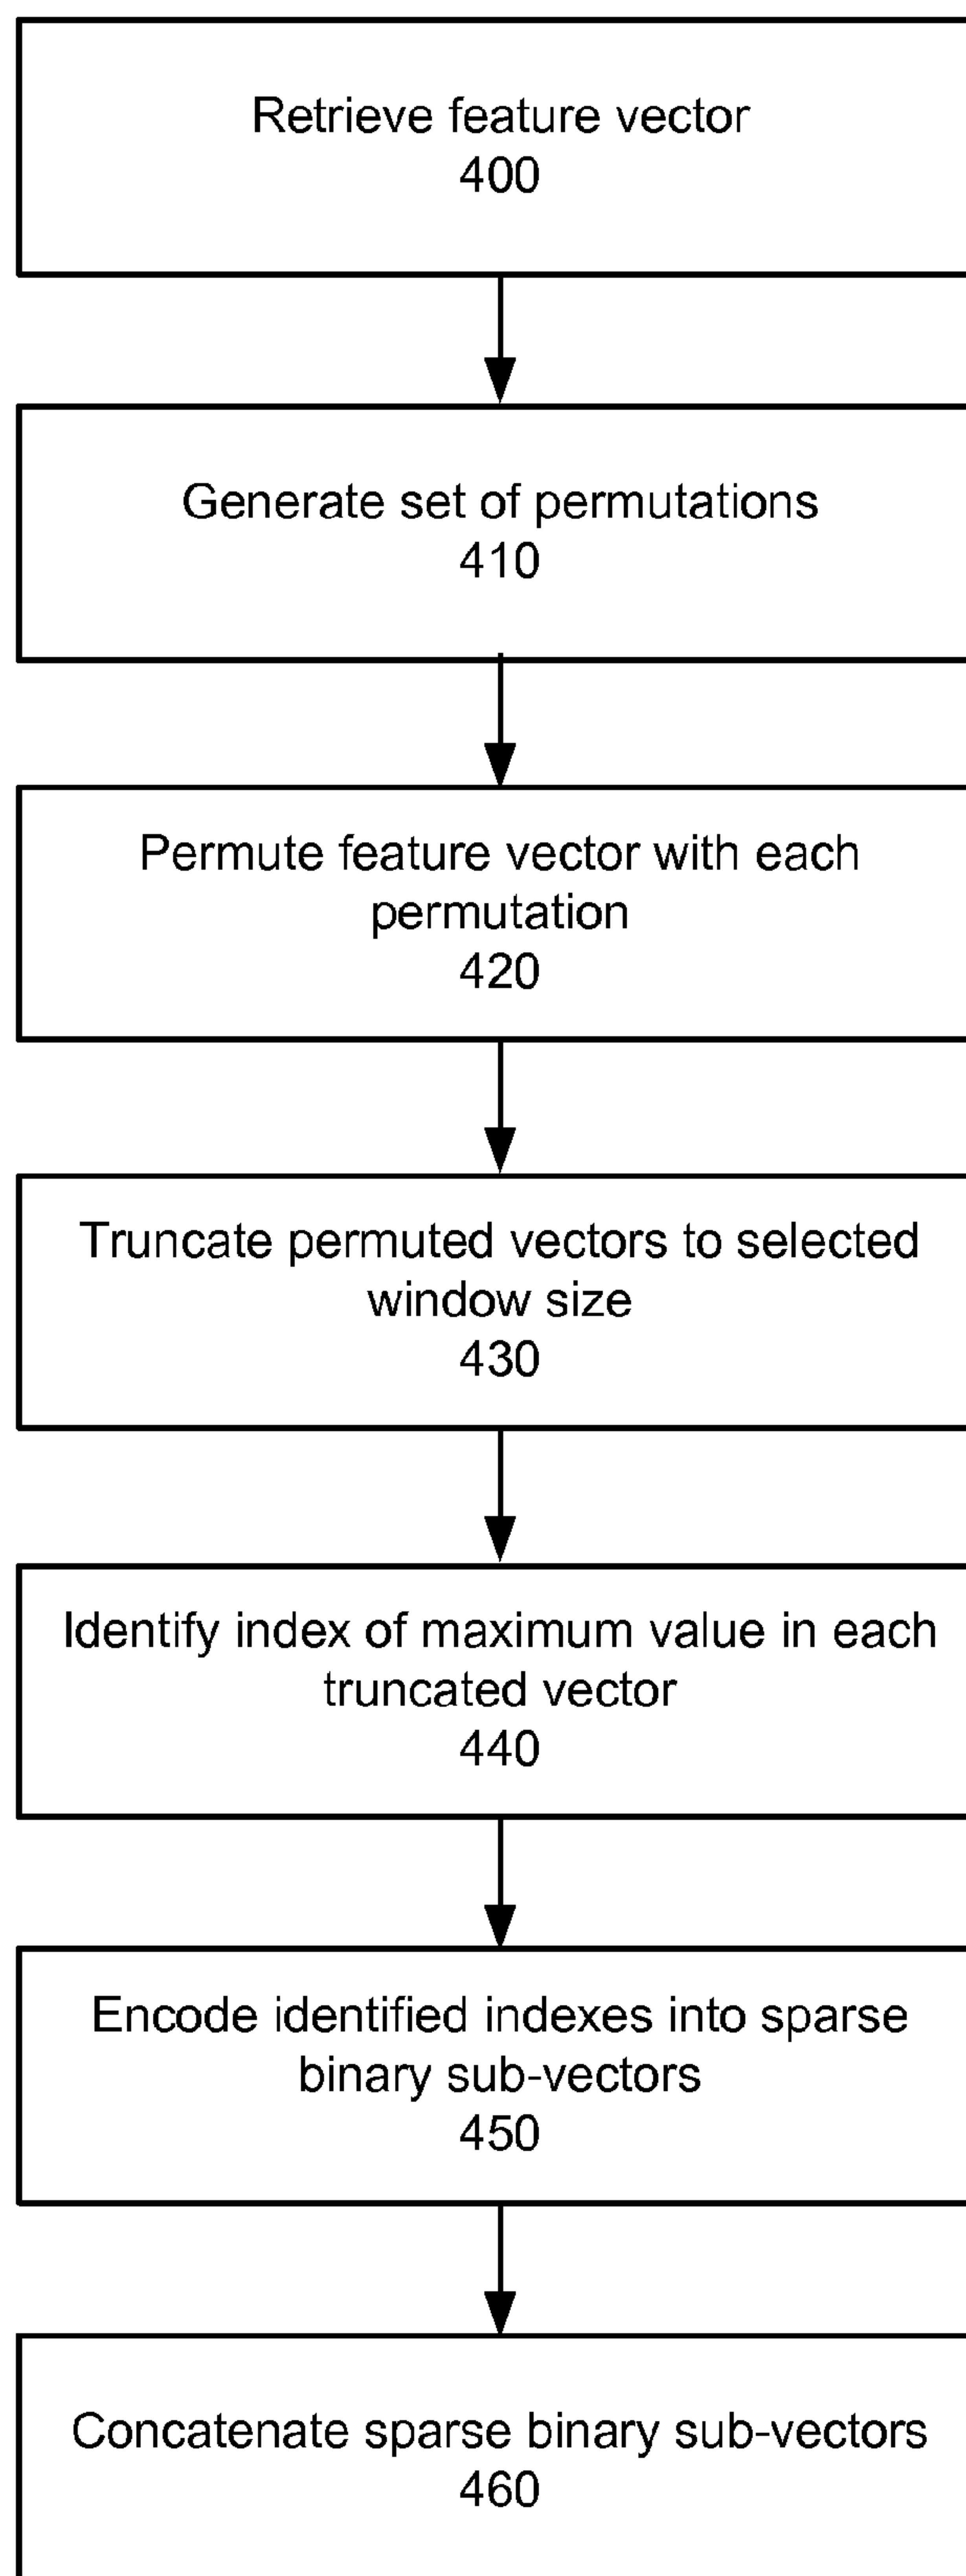 Retrieve feature vector
400
Generate set of permutations
410
Permute feature vector with each
permutation
420
Truncate permuted vectors to selected
window size
430
Identify index of maximum value in each
truncated vector
440
Encode identified indexes into sparse
binary sub-vectors
450
Concatenate sparse binary sub-vectors
460